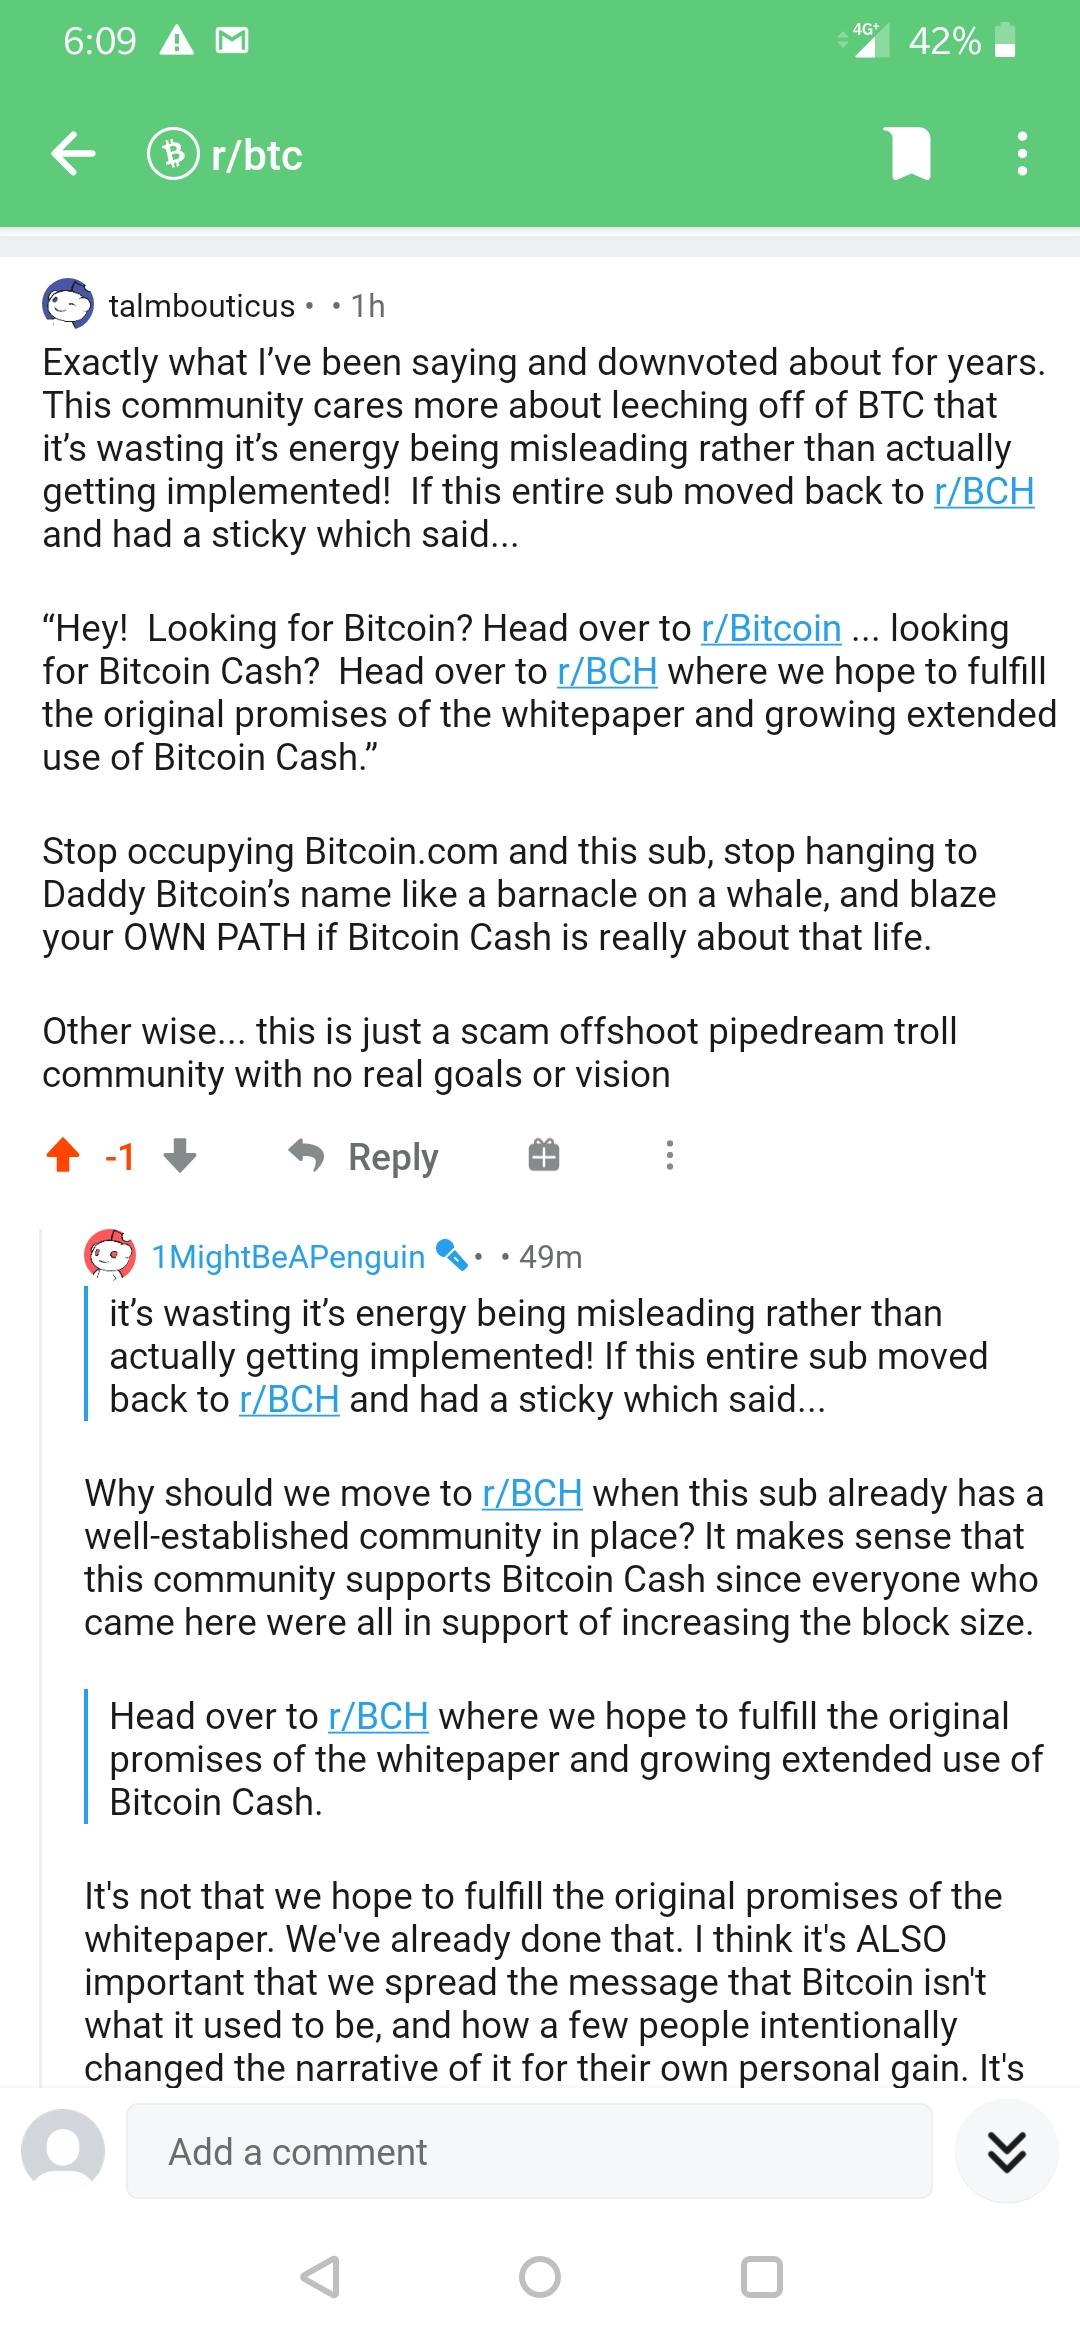 6:09
4G+
42%
r/btc
talmbouticus • • 1h
Exactly what I’ve been saying and downvoted about for years.
This community cares more about leeching off of BTC that
it’s wasting it’s energy being misleading rather than actually
getting implemented!  If this entire sub moved back to r/BCH
and had a sticky which said...
“Hey!  Looking for Bitcoin? Head over to r/Bitcoin ... looking
for Bitcoin Cash?  Head over to r/BCH where we hope to fulfill
the original promises of the whitepaper and growing extended
use of Bitcoin Cash.”
Stop occupying Bitcoin.com and this sub, stop hanging to
Daddy Bitcoin’s name like a barnacle on a whale, and blaze
your OWN PATH if Bitcoin Cash is really about that life.
Other wise... this is just a scam offshoot pipedream troll
community with no real goals or vision
-1
Reply
1MightBeAPenguin • • 49m
it’s wasting it’s energy being misleading rather than
actually getting implemented! If this entire sub moved
back to r/BCH and had a sticky which said...
Why should we move to r/BCH when this sub already has a
well-established community in place? It makes sense that
this community supports Bitcoin Cash since everyone who
came here were all in support of increasing the block size.
Head over to r/BCH where we hope to fulfill the original
promises of the whitepaper and growing extended use of
Bitcoin Cash.
It's not that we hope to fulfill the original promises of the
whitepaper. We've already done that. I think it's ALSO
important that we spread the message that Bitcoin isn't
what it used to be, and how a few people intentionally
changed the narrative of it for their own personal gain. It's
Add a comment